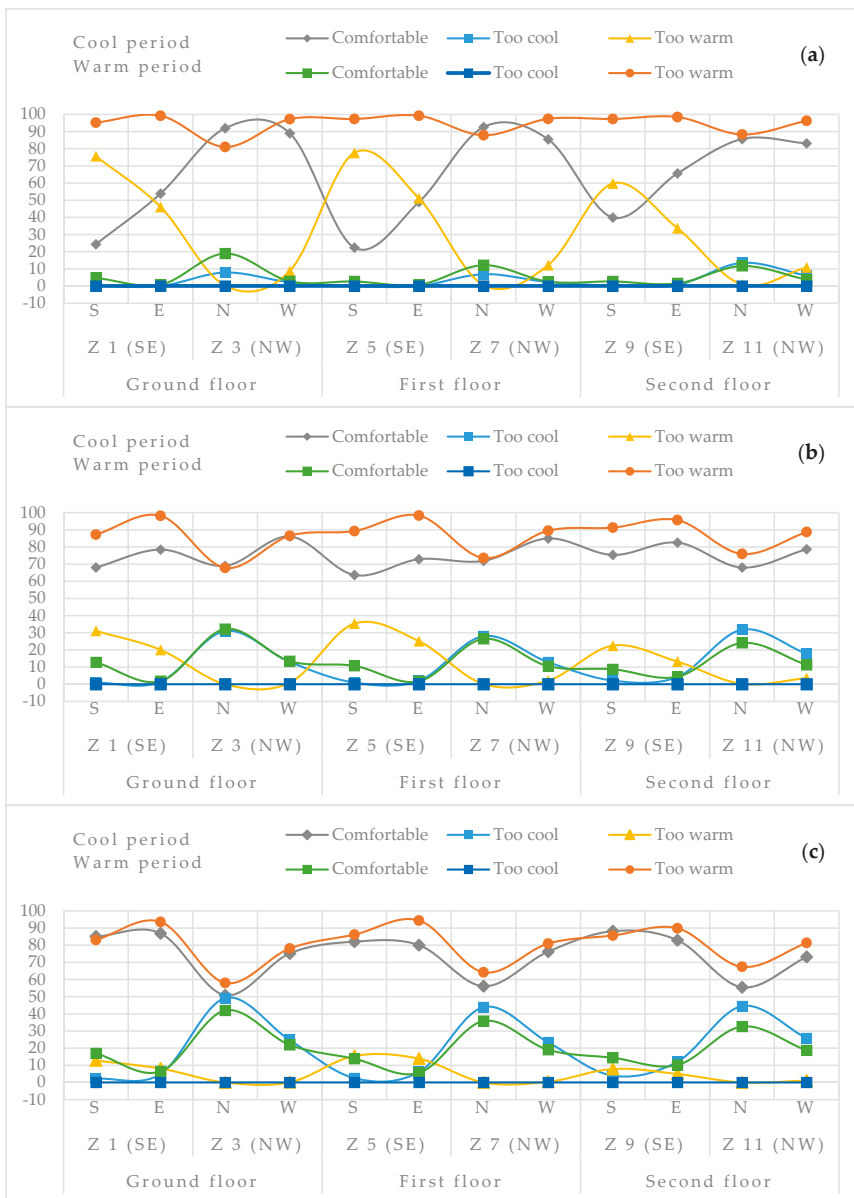 Cool period Comfortable Too cool Too warm (a)
Warm period Comfortable Too cool Too warm
100
90
80
70
60
50
40
30
20
10
0
-10
S E N W S E N W S E N W
Z 1 (SE) Z 3 (NW) Z 5 (SE) Z 7 (NW) Z 9 (SE) Z 11 (NW)
Ground floor First floor Second floor
Cool period Comfortable Too cool Too warm (b)
Warm period Comfortable Too cool Too warm
100
90
80
70
60
50
40
30
20
10
0
-10
S E N W S E N W S E N W
Z 1 (SE) Z 3 (NW) Z 5 (SE) Z 7 (NW) Z 9 (SE) Z 11 (NW)
Ground floor First floor Second floor
Cool period Comfortable Too cool Too warm (c)
Warm period Comfortable Too cool Too warm
100
90
80
70
60
50
40
30
20
10
0
-10
S E N W S E N W S E N W
Z 1 (SE) Z 3 (NW) Z 5 (SE) Z 7 (NW) Z 9 (SE) Z 11 (NW)
Ground floor First floor Second floor